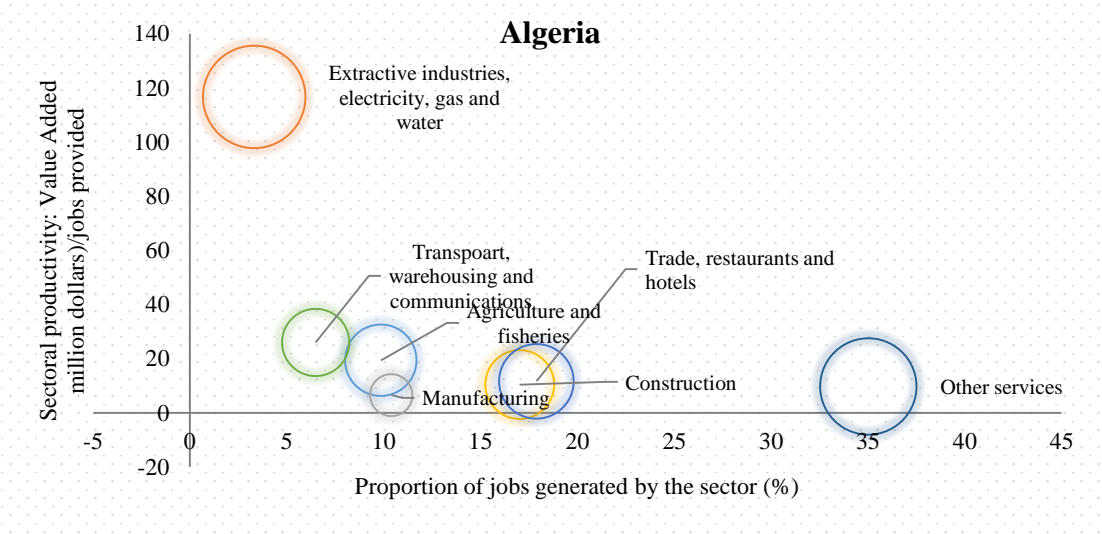 Algeria
140
120
100
80
60
40
20
0
-20
Sectoral productivity: Value Added
million dollars)/jobs provided
Extractive industries,
electricity, gas and
water
Transpoart,
warehousing and
communications
Agriculture and
fisheries
Trade, restaurants and
hotels
Construction
Manufacturing
Other services
-5
0
5
10
15
20
25
30
35
40
45
Proportion of jobs generated by the sector (%)